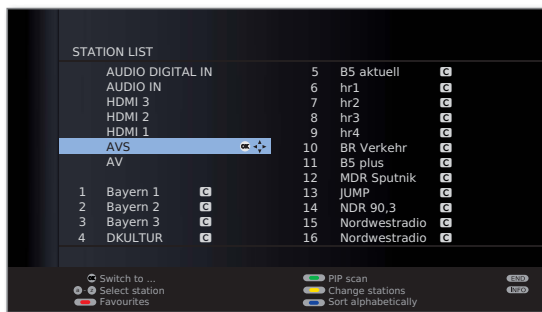 STATION LIST
AUDIO DIGITAL IN
AUDIO IN
HDMI 3
HDMI 2
HDMI 1
AVS OK
AV
1 Bayern 1 C
2 Bayern 2 C
3 Bayern 3 C
4 DKULTUR C
5 B5 aktuell C
6 hr1 C
7 hr2 C
8 hr3 C
9 hr4 C
10 BR Verkehr C
11 B5 plus C
12 MDR Sputnik C
13 JUMP C
14 NDR 90,3 C
15 Nordwestradio C
16 Nordwestradio C
OK Switch to ...
Select station
Favourites
PIP scan
Change stations
Sort alphabetically
END
INFO